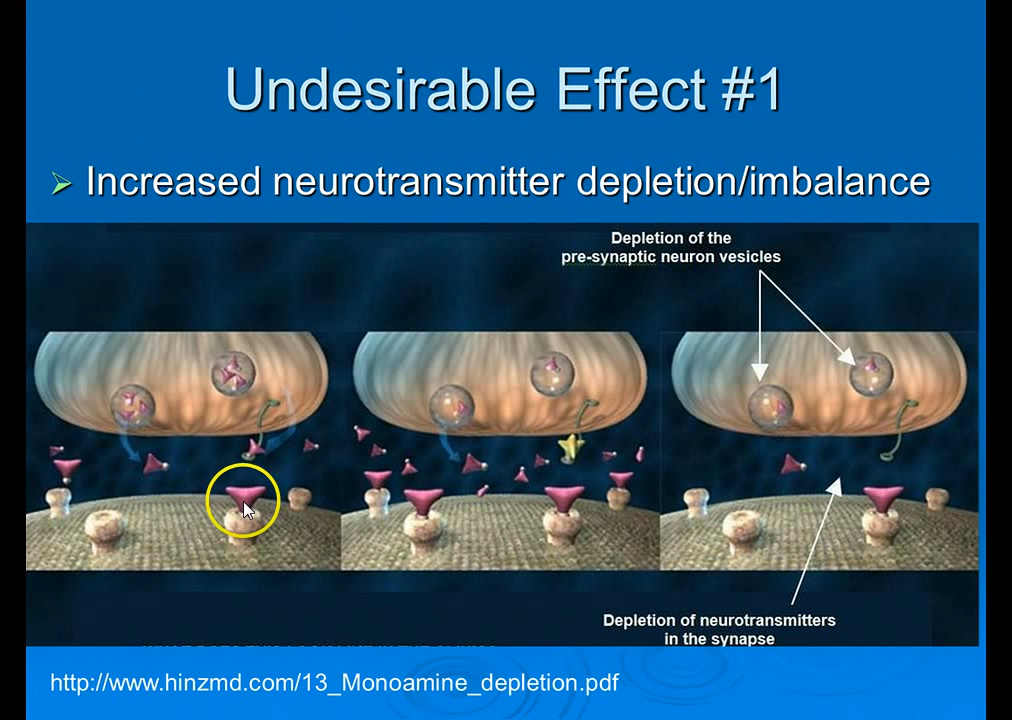 Undesirable Effect #1
Increased neurotransmitter depletion/imbalance
Depletion of the
pre-synaptic neuron vesicles
Depletion of neurotransmitters
in the synapse
http://www.hinzmd.com/13_Monoamine_depletion.pdf